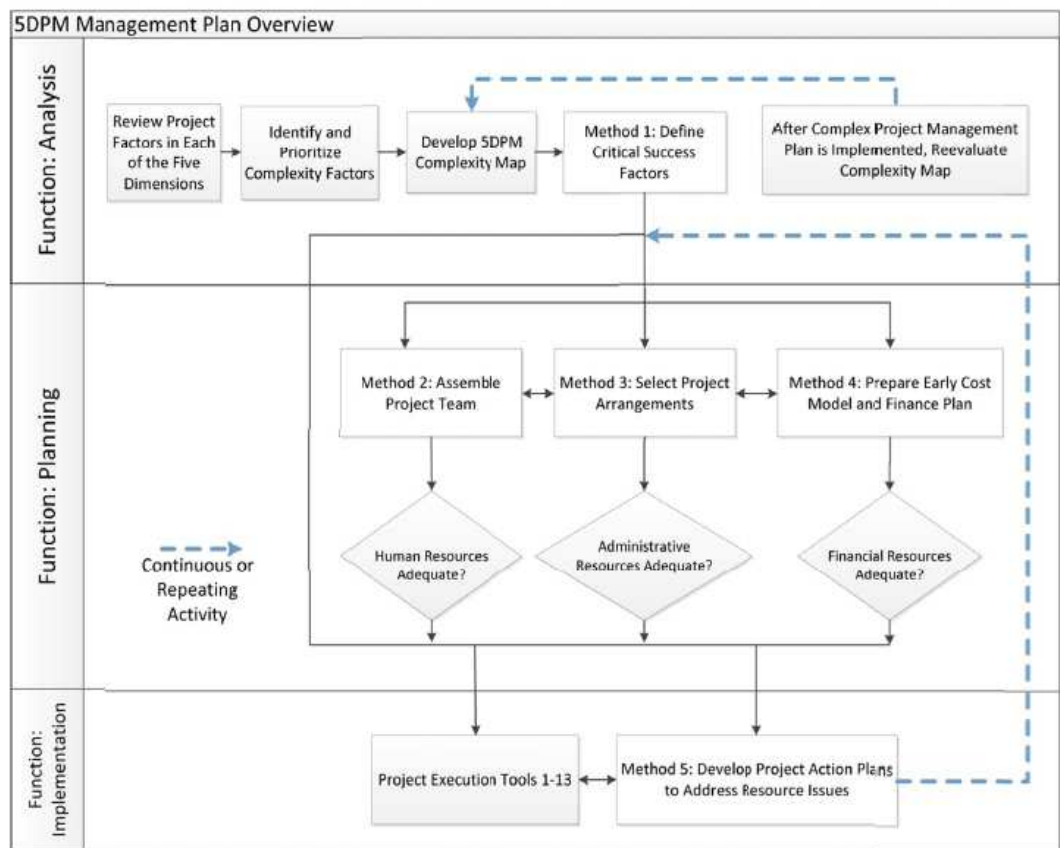 5DPM Management Plan Overview
Function: Analysis
Review Project
Factors in Each
of the Five
Dimensions
Identify and
Prioritize
Complexity Factors
Develop 5DPM
Complexity Map
Method 1: Define
Critical Success
Factors
After Complex Project Management
Plan is Implemented, Reevaluate
Complexity Map
Function: Planning
Method 2: Assemble
Project Team
Method 3: Select Project
Arrangements
Method 4: Prepare Early Cost
Model and Finance Plan
Human Resources
Adequate?
Administrative
Resources Adequate?
Financial Resources
Adequate?
Continuous or
Repeating
Activity
Function:
Implementation
Project Execution Tools 1-13
Method 5: Develop Project Action Plans
to Address Resource Issues